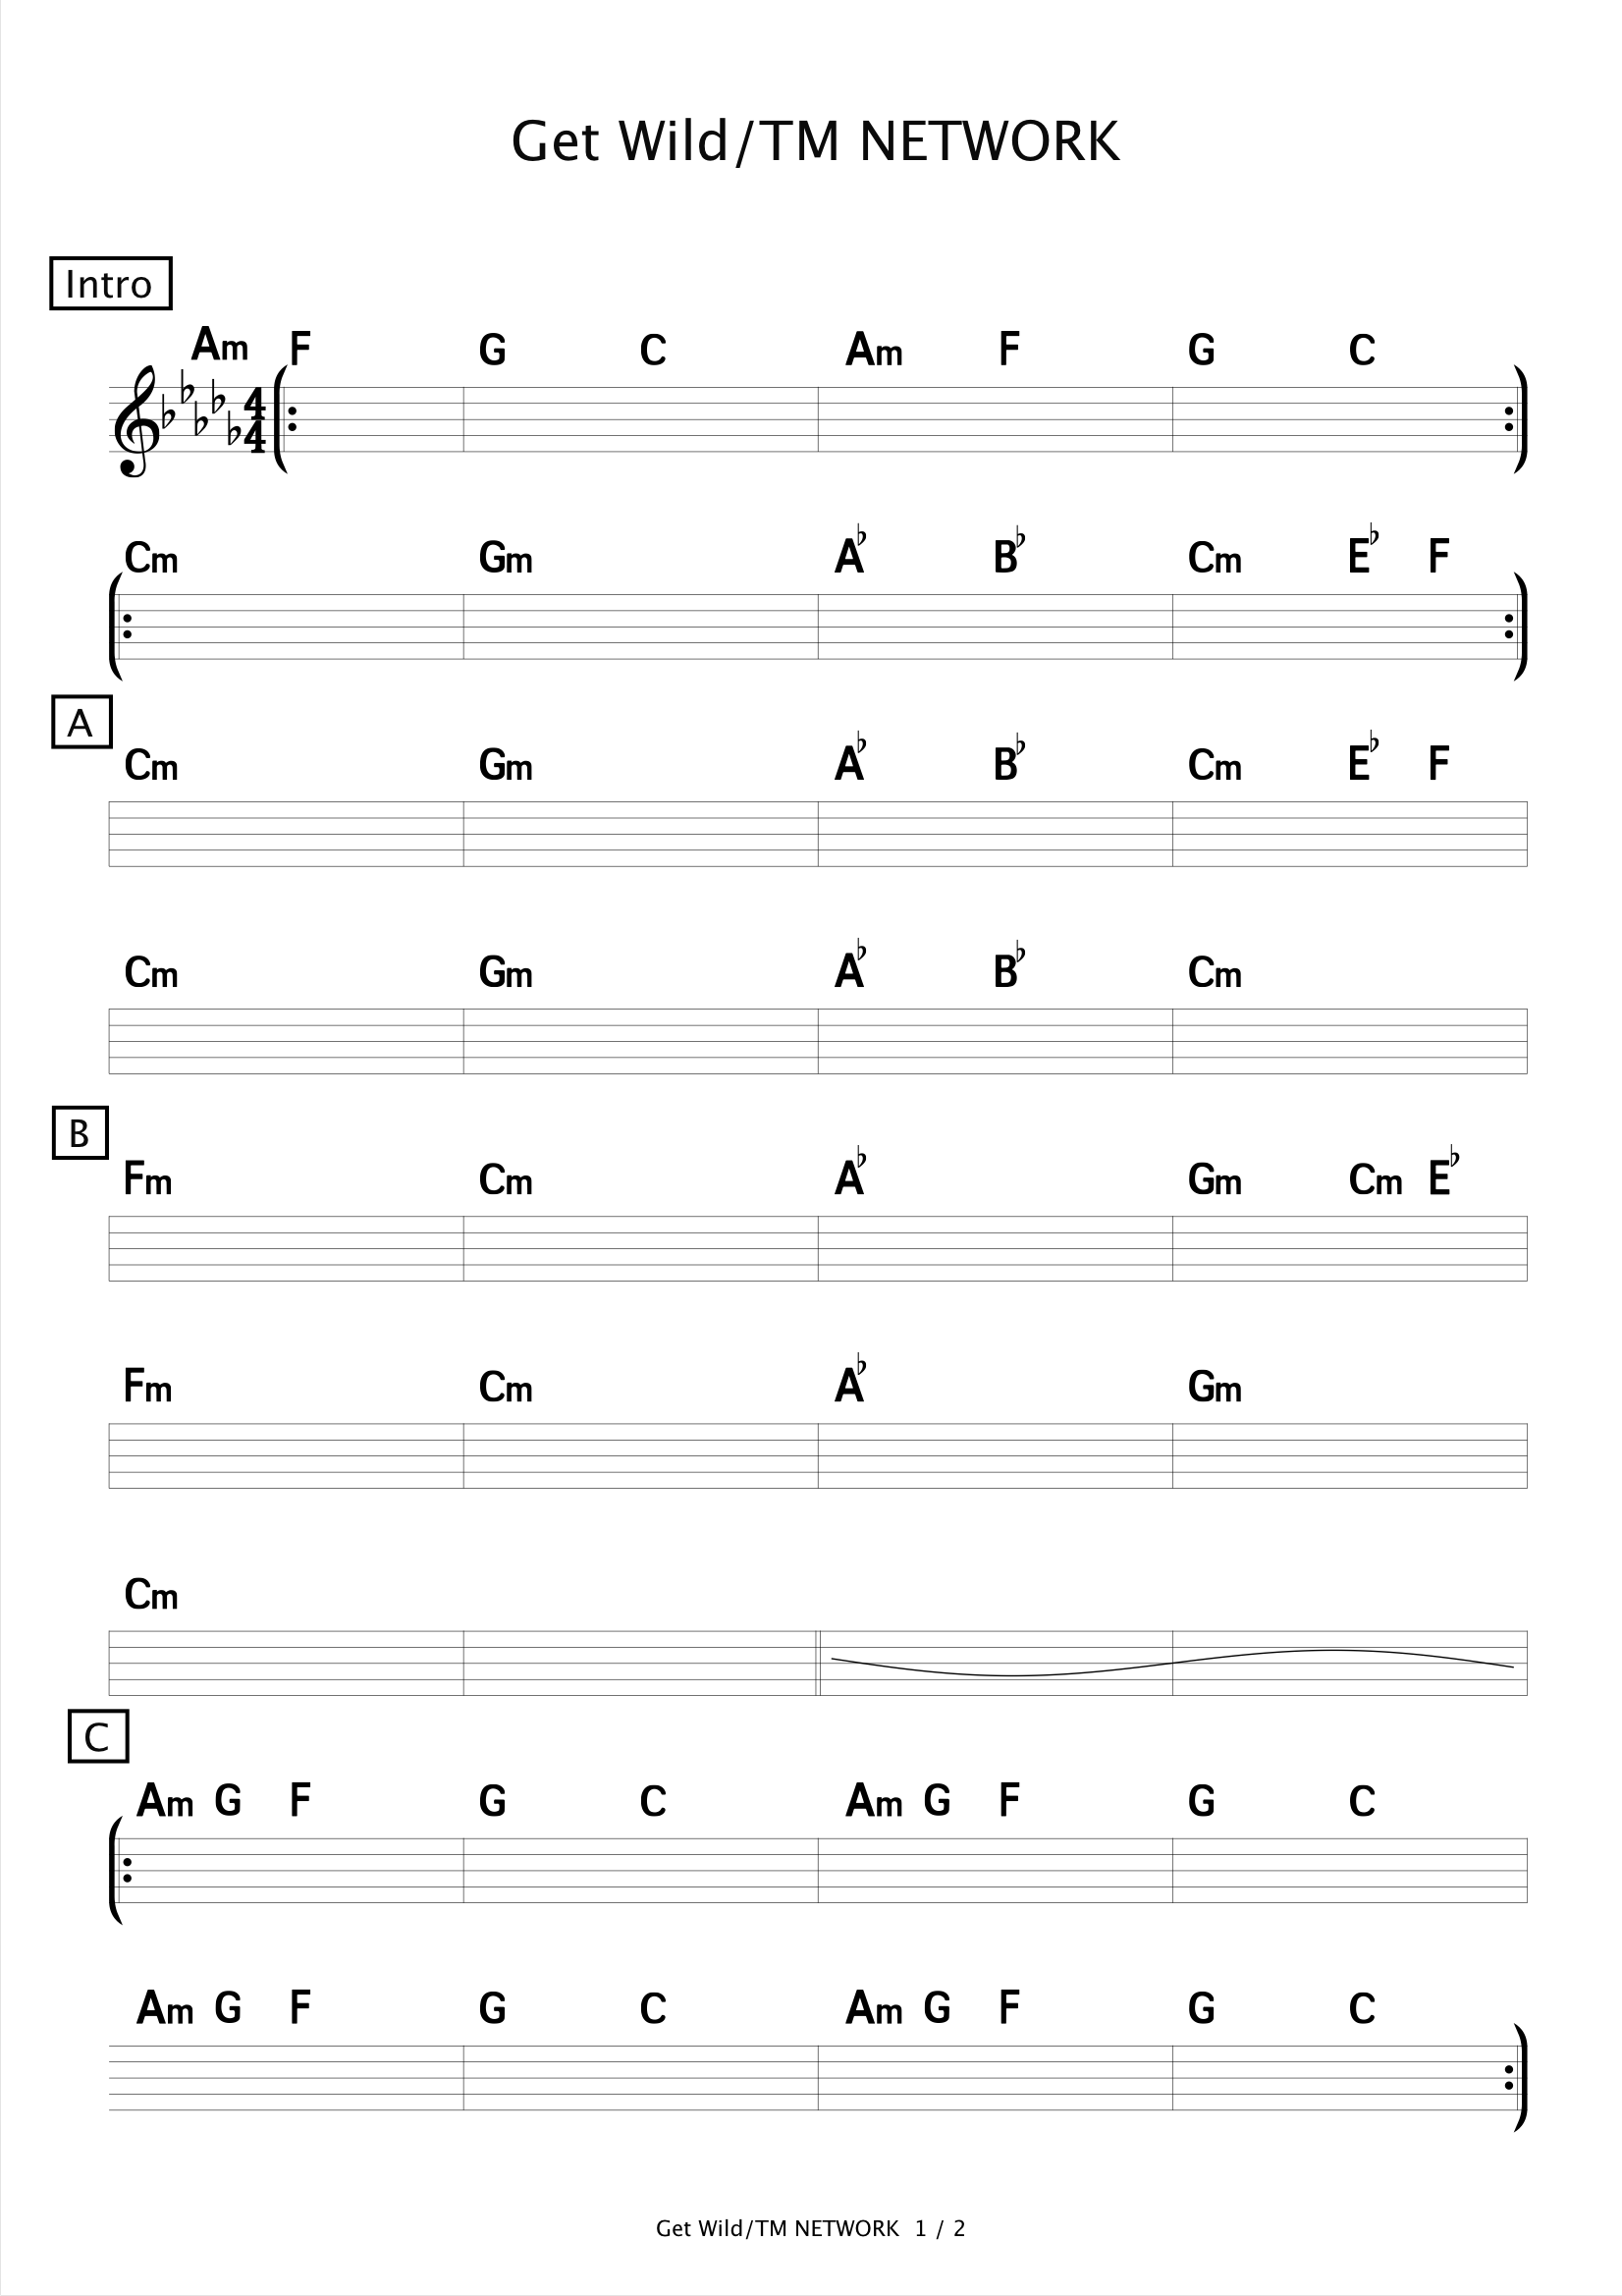 Get Wild/TM NETWORK
Intro
Am F G C Am F G C
4
4
Cm Gm A♭ B♭ Cm E♭ F
A
Cm Gm A♭ B♭ Cm E♭ F
Cm Gm A♭ B♭ Cm
B
Fm Cm A♭ Gm Cm E♭
Fm Cm A♭ Gm
Cm
C
Am G F G C Am G F G C
Am G F G C Am G F G C
Get Wild/TM NETWORK 1 / 2